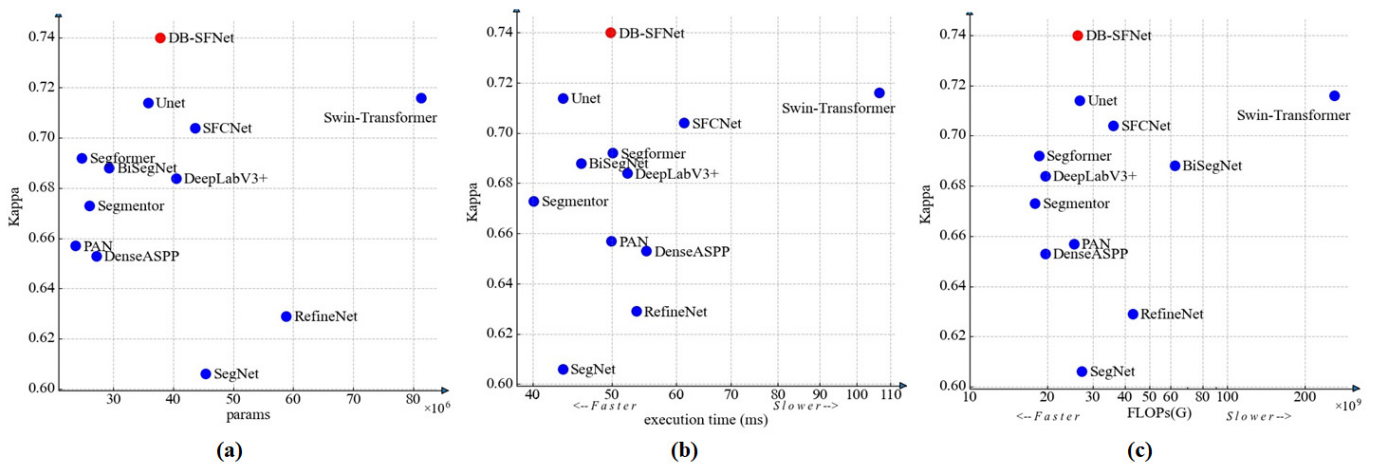 0.74
0.72
0.70
0.68
0.66
0.64
0.62
0.60
Kappa
DB-SFNet
Unet
SFCNet
Swin-Transformer
Segformer
BiSegNet
DeepLabV3+
Segmentor
PAN
DenseASPP
RefineNet
SegNet
30
40
50
60
70
80
×10⁶
params
(a)
0.74
0.72
0.70
0.68
0.66
0.64
0.62
0.60
Kappa
DB-SFNet
Unet
Swin-Transformer
SFCNet
Segformer
BiSegNet
DeepLabV3+
Segmentor
PAN
DenseASPP
RefineNet
SegNet
40
50
60
70
80
90
100
110
<--Faster
Slower-->
execution time (ms)
(b)
0.74
0.72
0.70
0.68
0.66
0.64
0.62
0.60
Kappa
DB-SFNet
Unet
Swin-Transformer
SFCNet
Segformer
BiSegNet
DeepLabV3+
Segmentor
PAN
DenseASPP
RefineNet
SegNet
10
20
30
40
50
60
80
100
200
×10⁹
<--Faster
FLOPs(G)
Slower-->
(c)